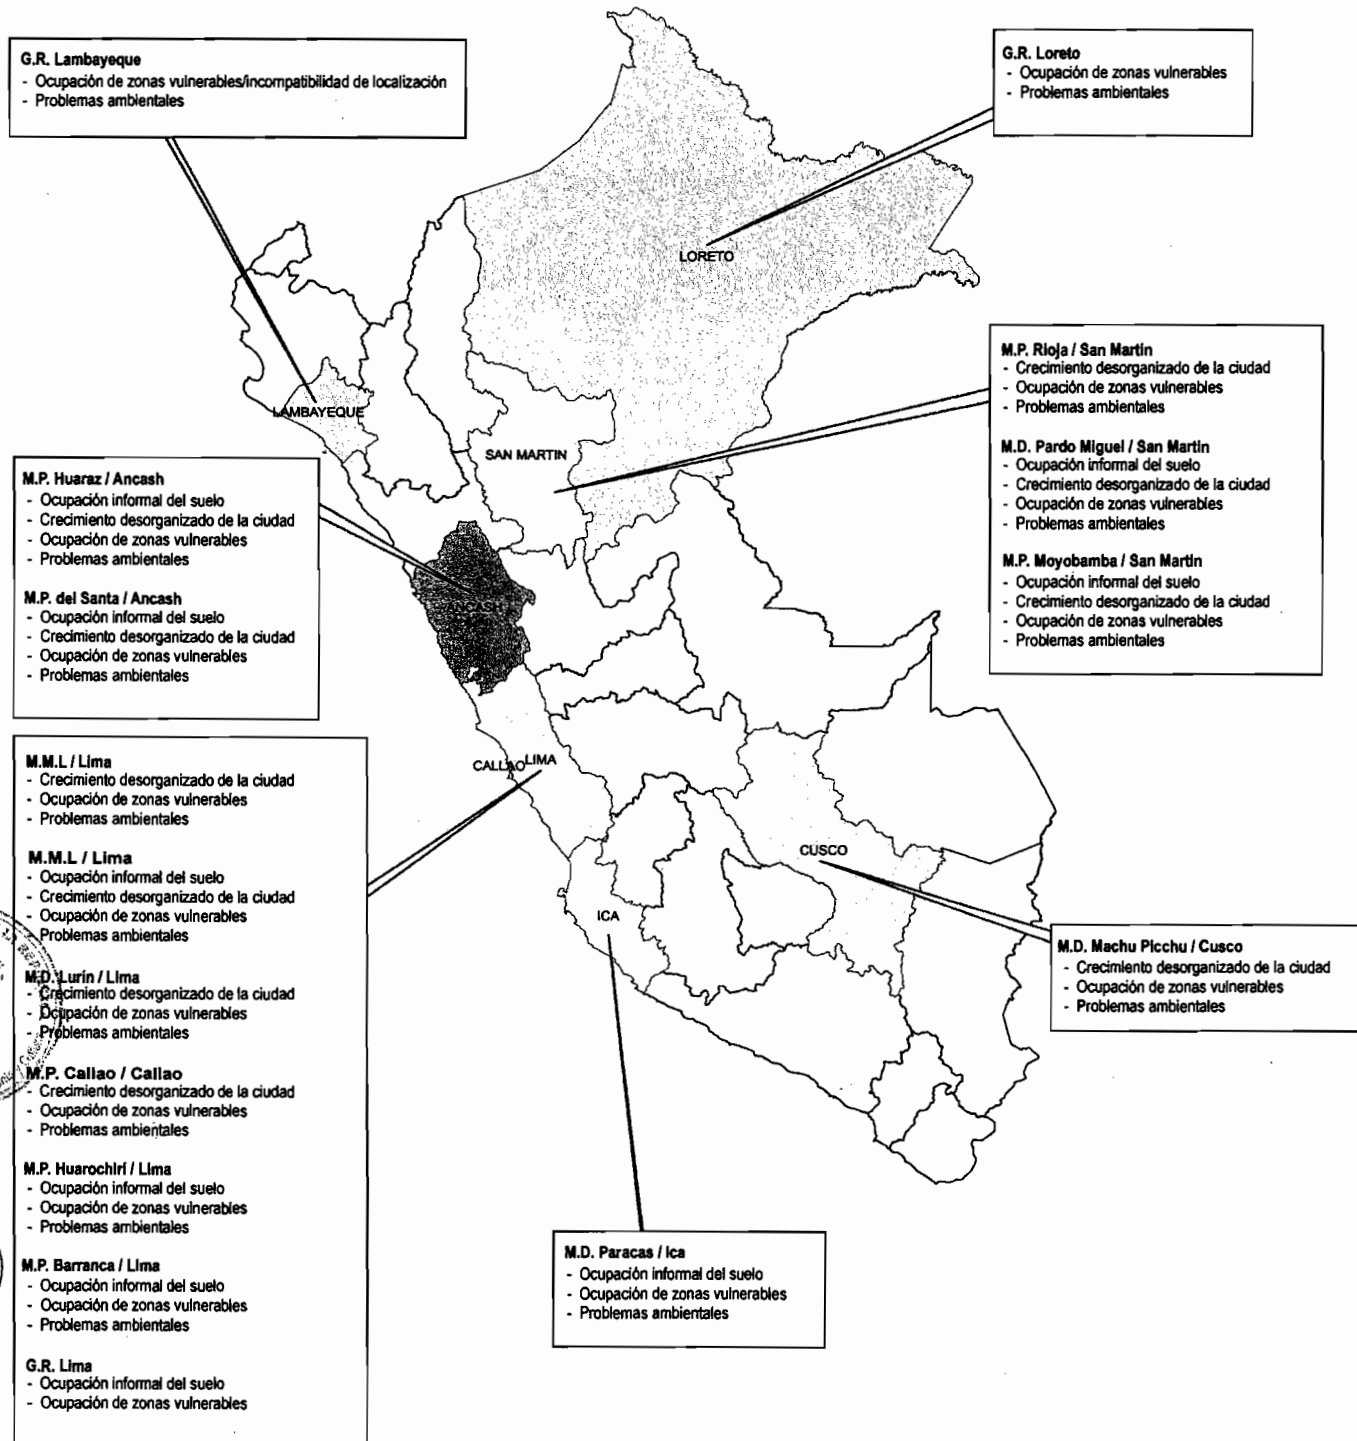 G.R. Lambayeque
- Ocupación de zonas vulnerables/incompatibilidad de localización
- Problemas ambientales
G.R. Loreto
- Ocupación de zonas vulnerables
- Problemas ambientales
LORETO
M.P. Rioja / San Martin
- Crecimiento desorganizado de la ciudad
- Ocupación de zonas vulnerables
- Problemas ambientales
M.D. Pardo Miguel / San Martin
- Ocupación informal del suelo
- Crecimiento desorganizado de la ciudad
- Ocupación de zonas vulnerables
- Problemas ambientales
M.P. Moyobamba / San Martin
- Ocupación informal del suelo
- Crecimiento desorganizado de la ciudad
- Ocupación de zonas vulnerables
- Problemas ambientales
LAMBAYEQUE
SAN MARTIN
M.P. Huaraz / Ancash
- Ocupación informal del suelo
- Crecimiento desorganizado de la ciudad
- Ocupación de zonas vulnerables
- Problemas ambientales
M.P. del Santa / Ancash
- Ocupación informal del suelo
- Crecimiento desorganizado de la ciudad
- Ocupación de zonas vulnerables
- Problemas ambientales
ANCASH
M.M.L / Lima
- Crecimiento desorganizado de la ciudad
- Ocupación de zonas vulnerables
- Problemas ambientales
M.M.L / Lima
- Ocupación informal del suelo
- Crecimiento desorganizado de la ciudad
- Ocupación de zonas vulnerables
- Problemas ambientales
M.D. Lurín / Lima
- Crecimiento desorganizado de la ciudad
- Ocupación de zonas vulnerables
- Problemas ambientales
M.P. Callao / Callao
- Crecimiento desorganizado de la ciudad
- Ocupación de zonas vulnerables
- Problemas ambientales
M.P. Huarochirí / Lima
- Ocupación informal del suelo
- Ocupación de zonas vulnerables
- Problemas ambientales
M.P. Barranca / Lima
- Ocupación informal del suelo
- Ocupación de zonas vulnerables
- Problemas ambientales
G.R. Lima
- Ocupación informal del suelo
- Ocupación de zonas vulnerables
CALLAO
LIMA
CUSCO
ICA
M.D. Machu Picchu / Cusco
- Crecimiento desorganizado de la ciudad
- Ocupación de zonas vulnerables
- Problemas ambientales
M.D. Paracas / Ica
- Ocupación informal del suelo
- Ocupación de zonas vulnerables
- Problemas ambientales